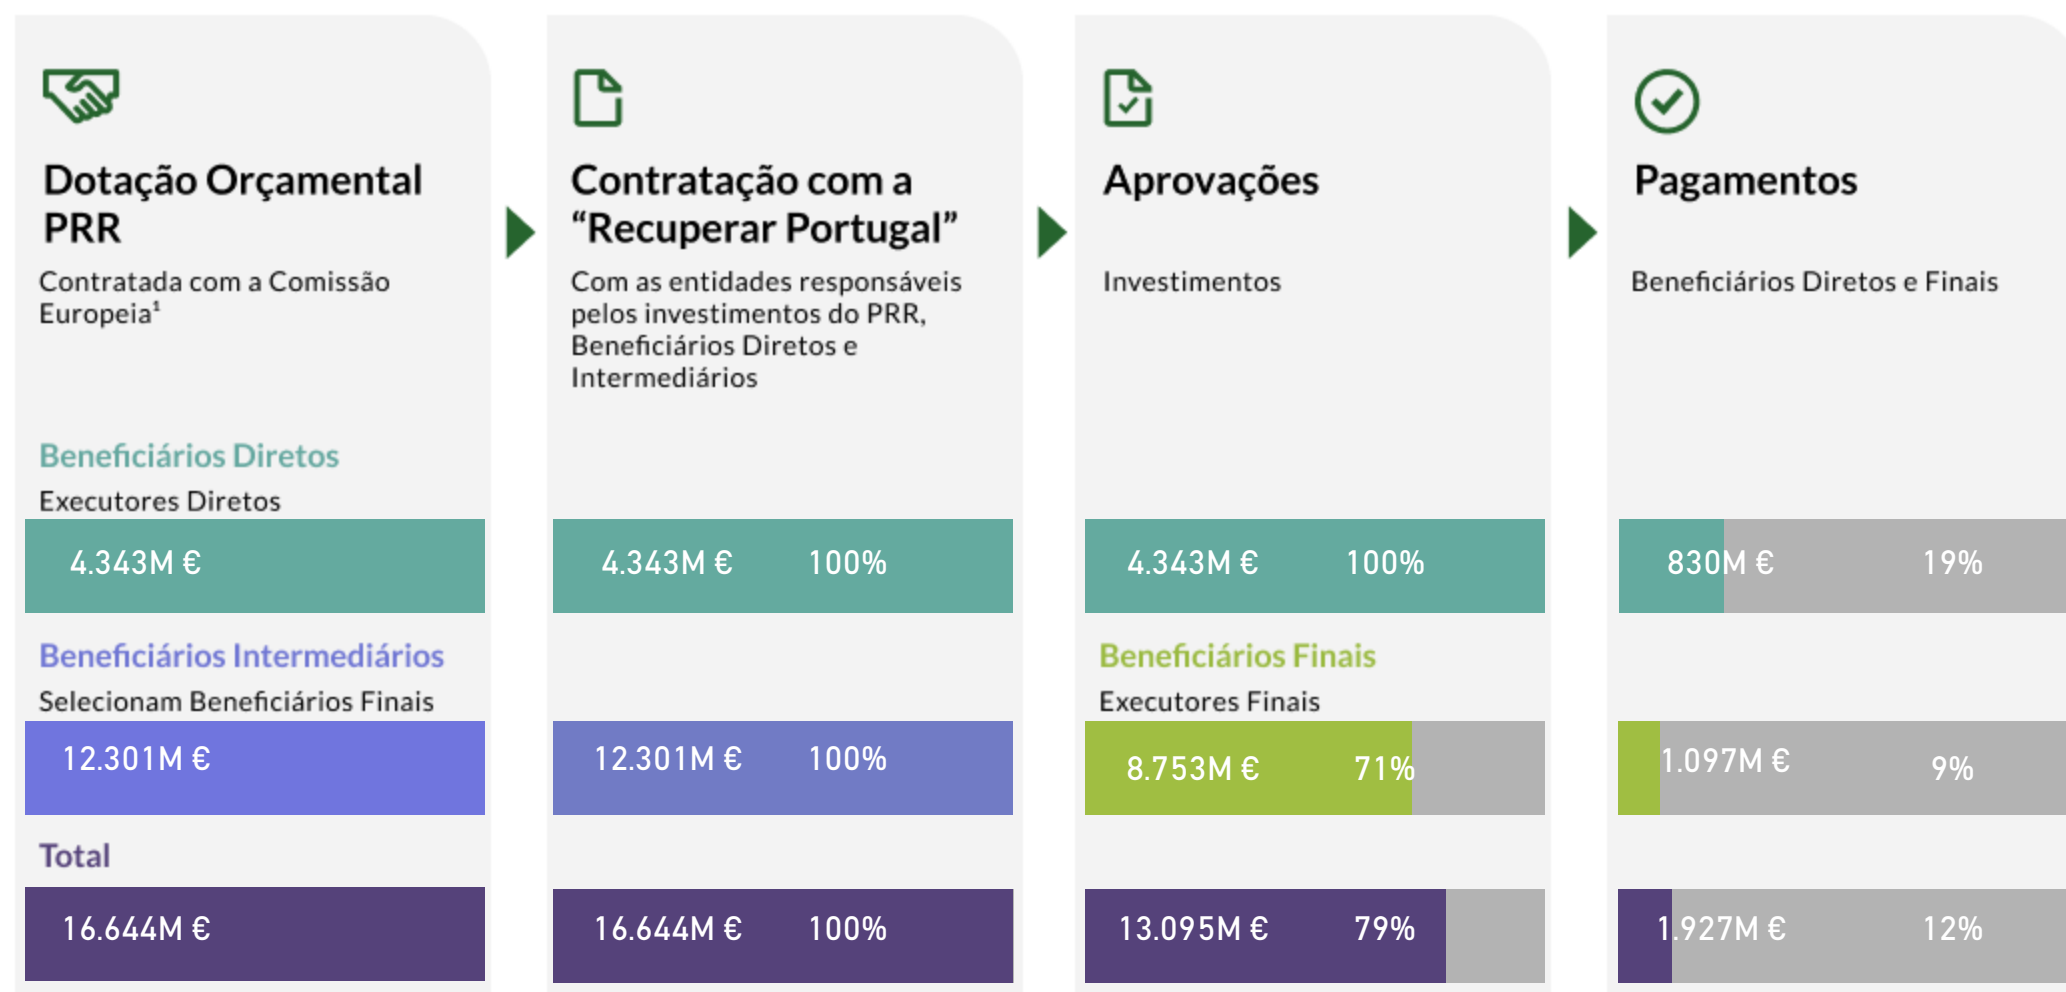 Dotação Orçamental
PRR
Contratada com a Comissão
Europeia¹
Contratação com a
“Recuperar Portugal”
Com as entidades responsáveis
pelos investimentos do PRR,
Beneficiários Diretos e
Intermediários
Aprovações
Investimentos
Pagamentos
Beneficiários Diretos e Finais
Beneficiários Diretos
Executores Diretos
4.343M €
4.343M € 100%
4.343M € 100%
830M € 19%
Beneficiários Intermediários
Selecionam Beneficiários Finais
Beneficiários Finais
Executores Finais
12.301M €
12.301M € 100%
8.753M € 71%
1.097M € 9%
Total
16.644M €
16.644M € 100%
13.095M € 79%
1.927M € 12%